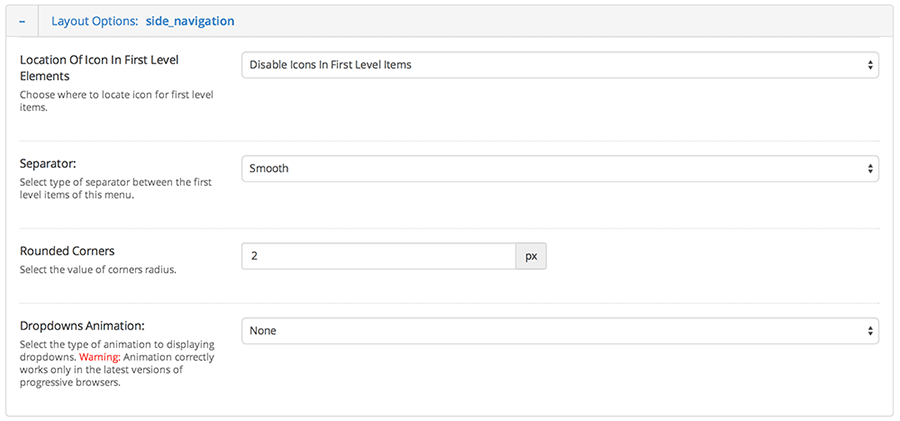 – Layout Options: side_navigation
Location Of Icon In First Level
Elements
Choose where to locate icon for first level
items.
Disable Icons In First Level Items
Separator:
Select type of separator between the first
level items of this menu.
Smooth
Rounded Corners
Select the value of corners radius.
2 px
Dropdowns Animation:
Select the type of animation to displaying
dropdowns. Warning: Animation correctly
works only in the latest versions of
progressive browsers.
None